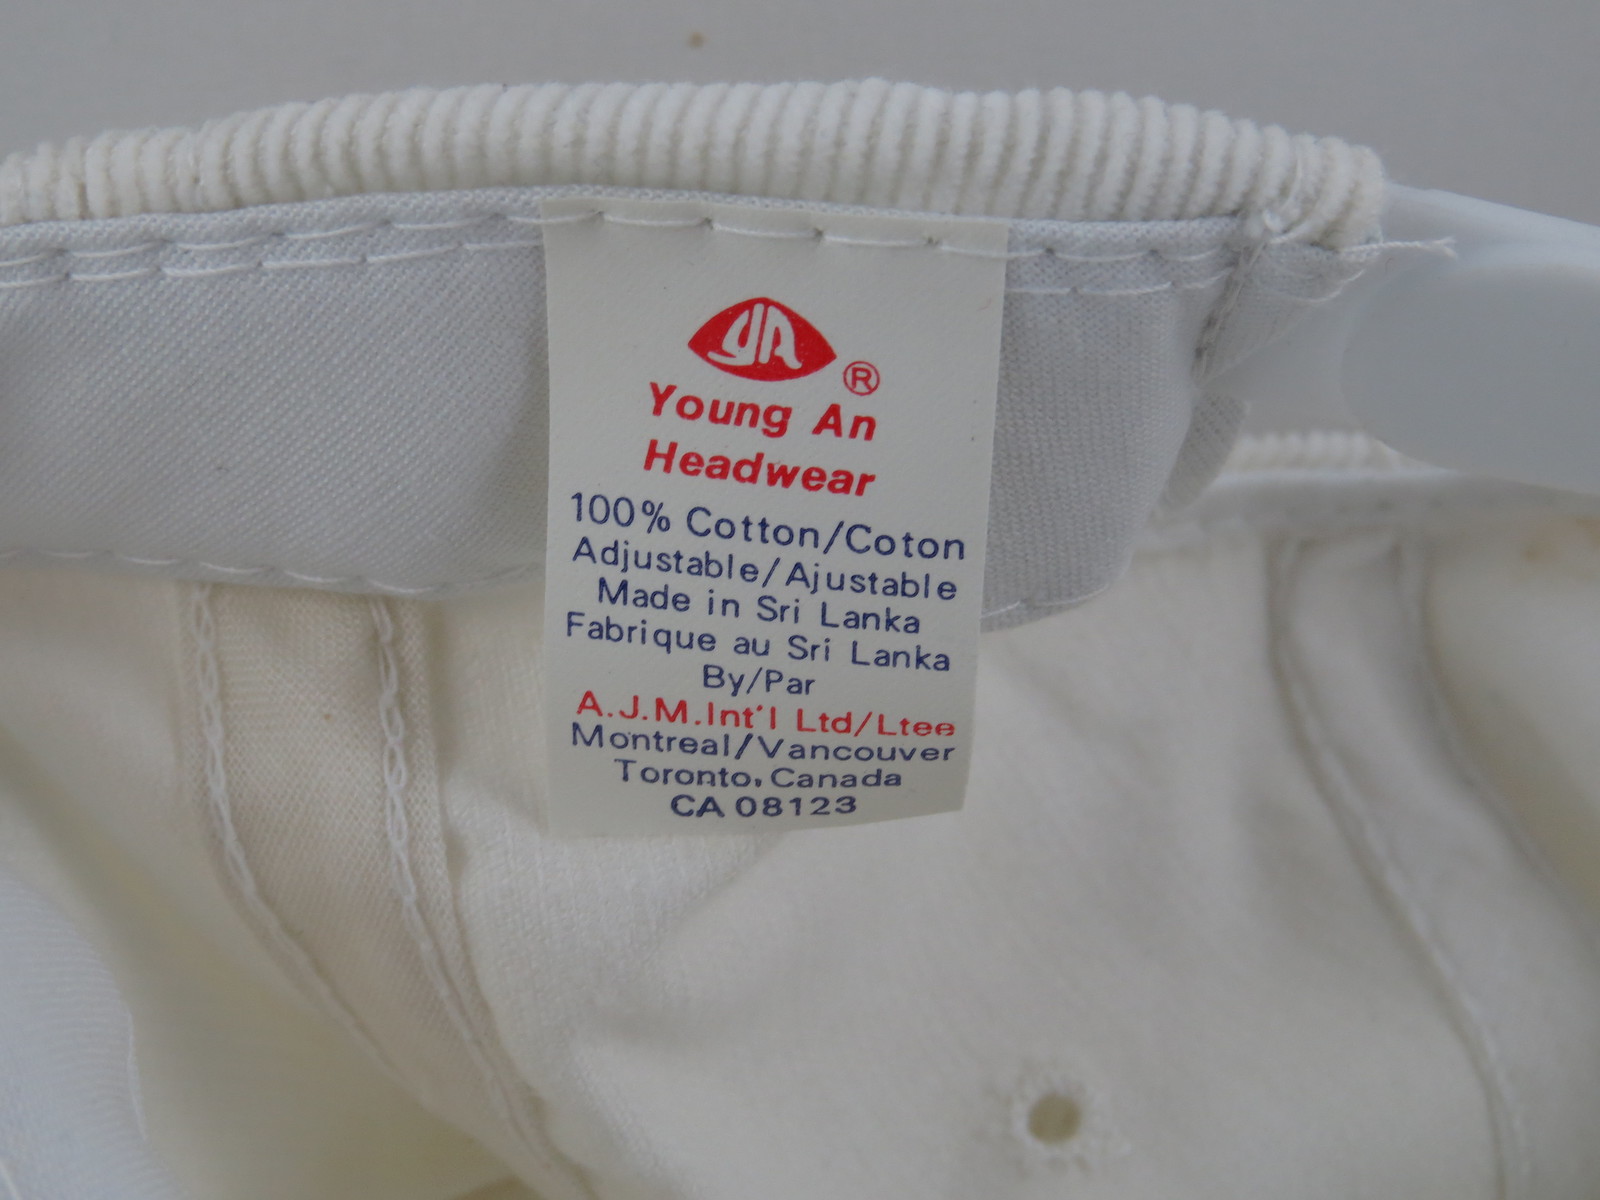 YA ®
Young An
Headwear
100% Cotton/Coton
Adjustable/Ajustable
Made in Sri Lanka
Fabrique au Sri Lanka
By/Par
A.J.M.Int'l Ltd/Ltee
Montreal/Vancouver
Toronto, Canada
CA 08123